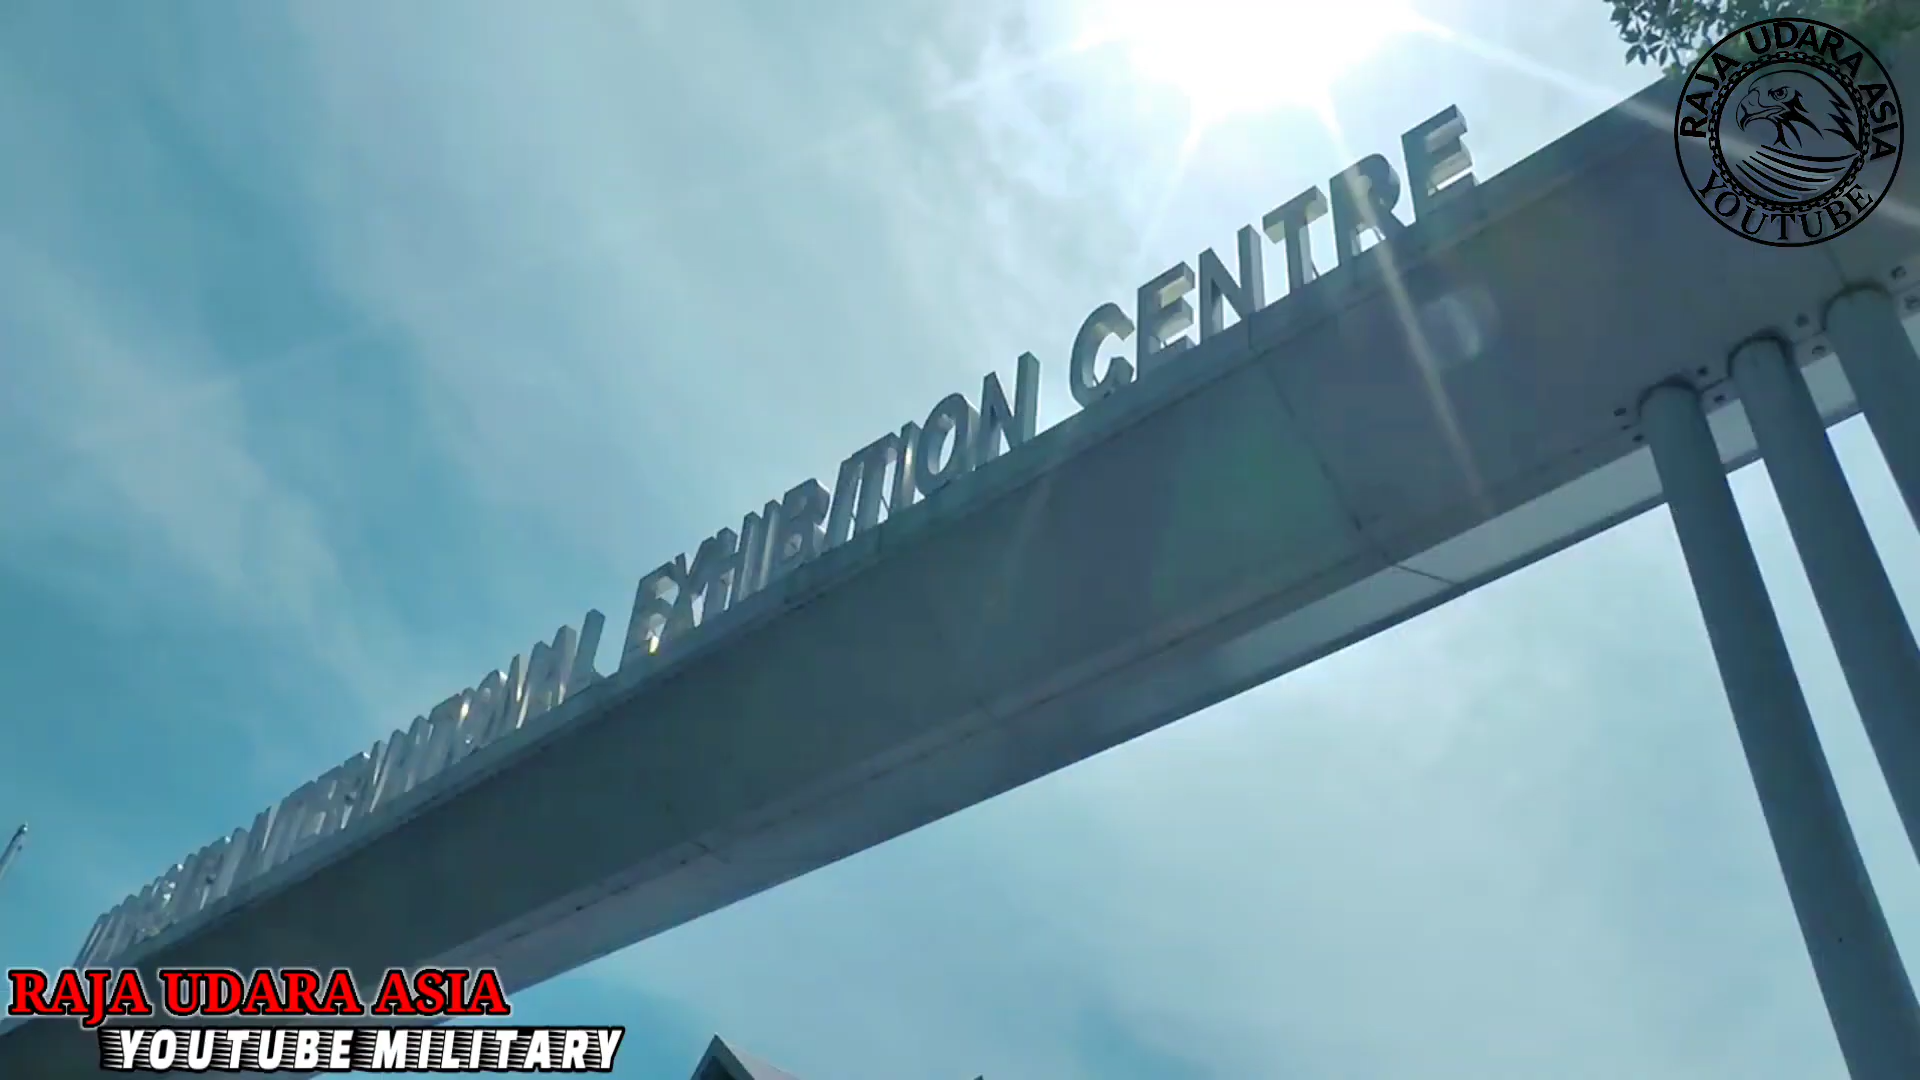 RAJA UDARA ASIA
YOUTUBE
INTERNATIONAL EXHIBITION CENTRE
RAJA UDARA ASIA
YOUTUBE MILITARY